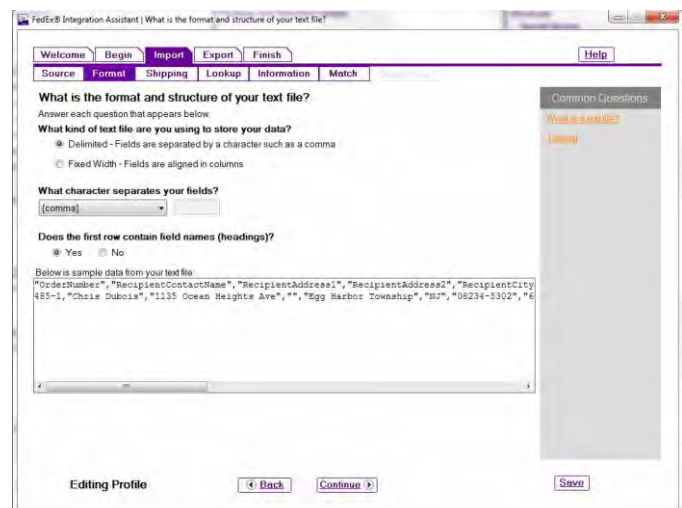 FedEx® Integration Assistant | What is the format and structure of your text file?
Welcome Begin Import Export Finish Help
Source Format Shipping Lookup Information Match
What is the format and structure of your text file?
Common Questions
Answer each question that appears below.
What is a text file?
What kind of text file are you using to store your data?
Delimited - Fields are separated by a character such as a comma
Fixed Width - Fields are aligned in columns
What character separates your fields?
{comma}
Does the first row contain field names (headings)?
Yes No
Below is sample data from your text file:
"OrderNumber","RecipientContactName","RecipientAddress1","RecipientAddress2","RecipientCity
485-1,"Chris Dubois","1135 Ocean Heights Ave","","Egg Harbor Township","NJ","08234-5302","6
Editing Profile Back Continue Save